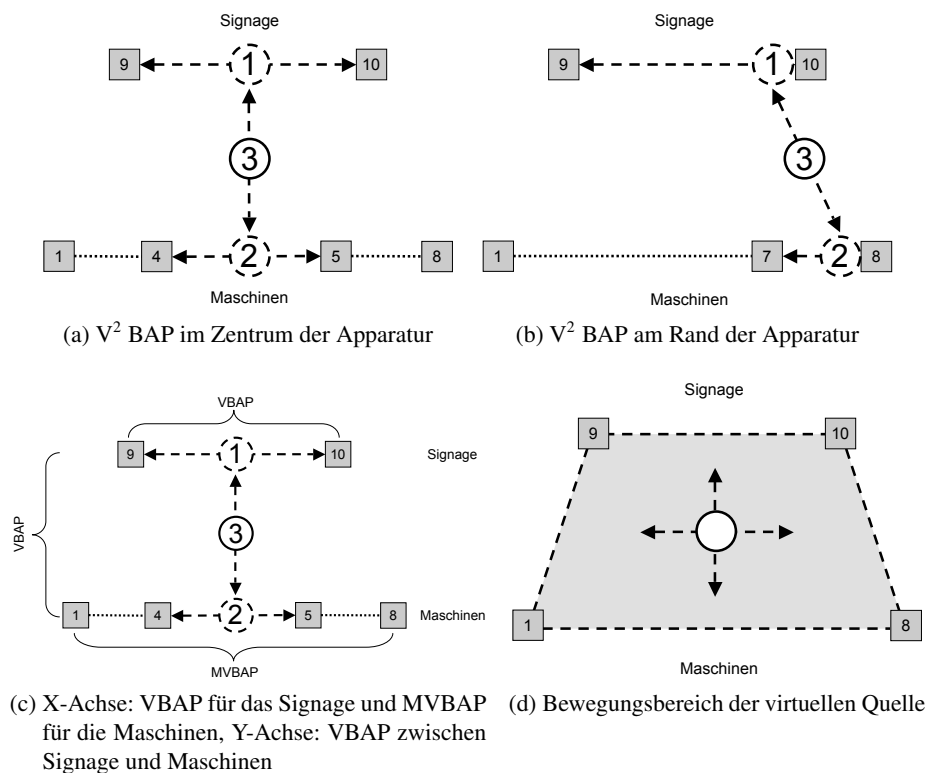 Signage
9 1 10
3
1 4 2 5 8
Maschinen
(a) V² BAP im Zentrum der Apparatur
Signage
9 1 10
3
1 7 2 8
Maschinen
(b) V² BAP am Rand der Apparatur
VBAP
9 1 10 Signage
VBAP
3
1 4 2 5 8 Maschinen
MVBAP
(c) X-Achse: VBAP für das Signage und MVBAP
für die Maschinen, Y-Achse: VBAP zwischen
Signage und Maschinen
Signage
9 10
1 8
Maschinen
(d) Bewegungsbereich der virtuellen Quelle